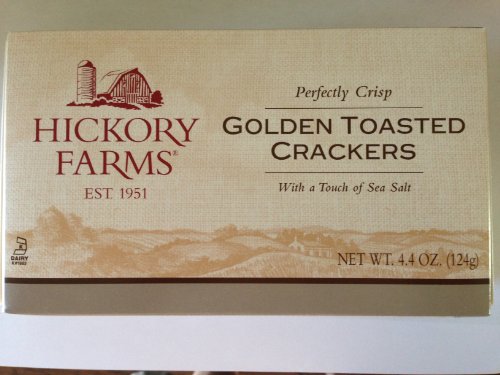 HICKORY
FARMS®
EST. 1951
Perfectly Crisp
GOLDEN TOASTED
CRACKERS
With a Touch of Sea Salt
DAIRY
NET WT. 4.4 OZ. (124g)